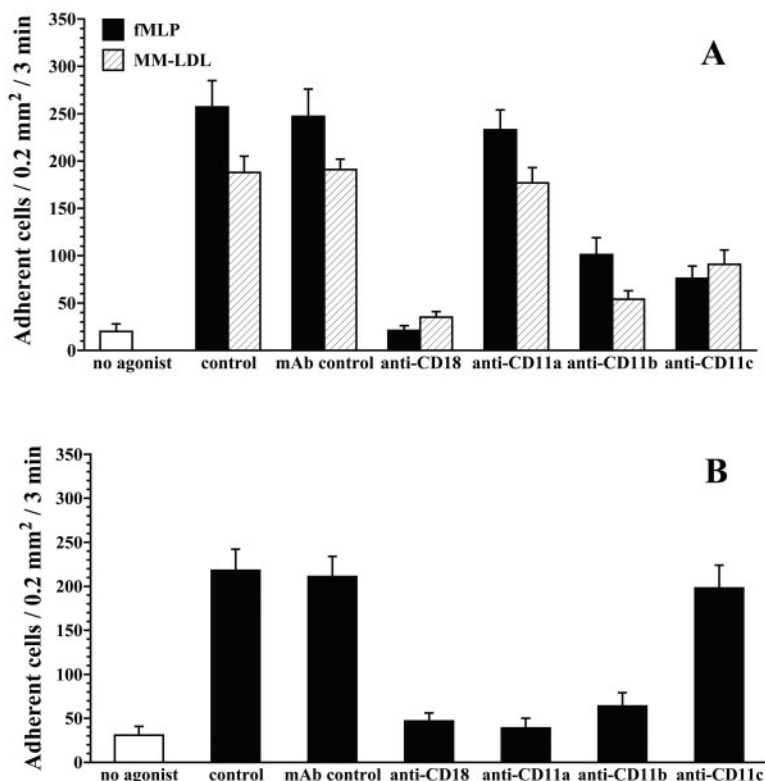 350
fMLP
A
300
MM-LDL
250
200
150
100
50
0
Adherent cells / 0.2 mm² / 3 min
no agonist control mAb control anti-CD18 anti-CD11a anti-CD11b anti-CD11c
350
B
300
250
200
150
100
50
0
Adherent cells / 0.2 mm² / 3 min
no agonist control mAb control anti-CD18 anti-CD11a anti-CD11b anti-CD11c